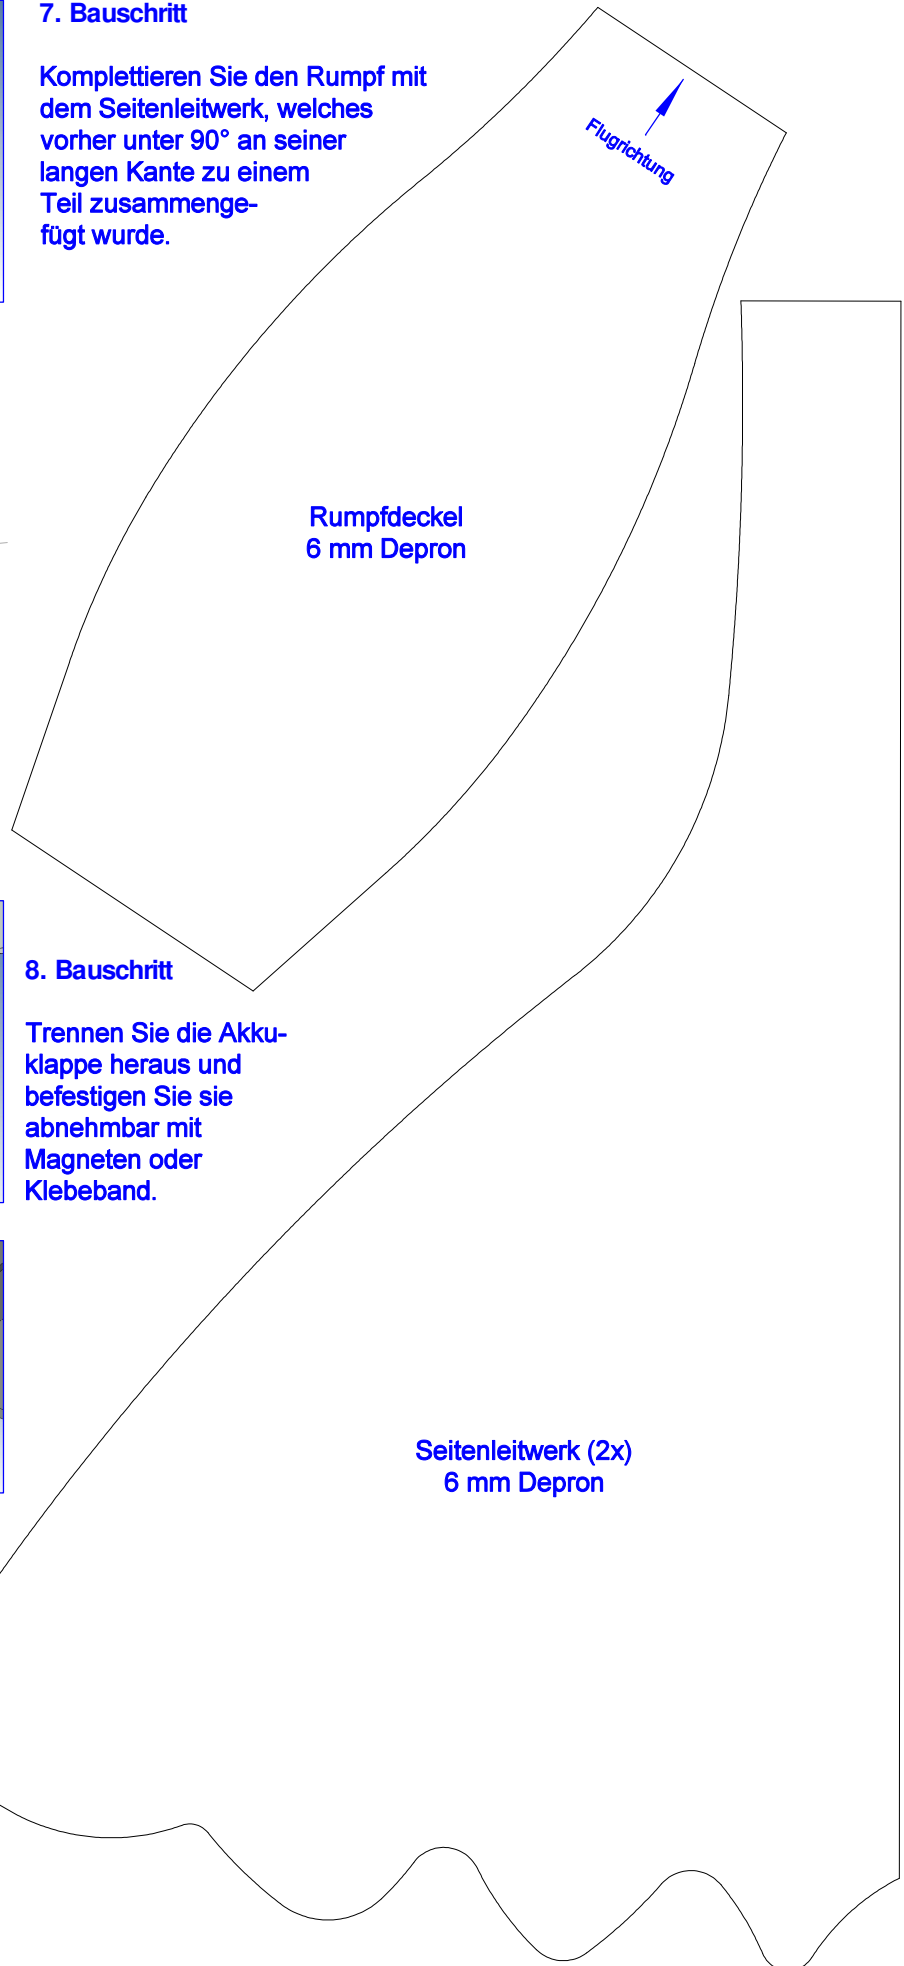 7. Bauschritt
Komplettieren Sie den Rumpf mit
dem Seitenleitwerk, welches
vorher unter 90° an seiner
langen Kante zu einem
Teil zusammenge-
fügt wurde.
Flugrichtung
Rumpfdeckel
6 mm Depron
8. Bauschritt
Trennen Sie die Akku-
klappe heraus und
befestigen Sie sie
abnehmbar mit
Magneten oder
Klebeband.
Seitenleitwerk (2x)
6 mm Depron